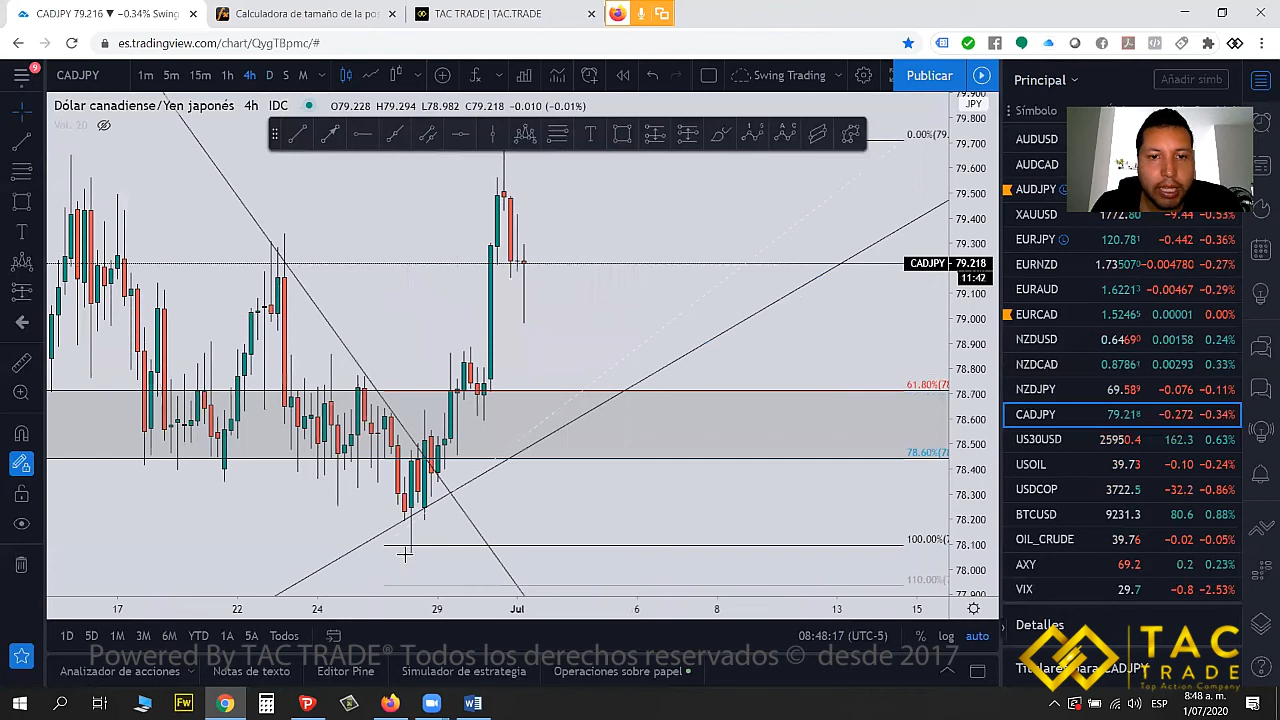 CADJPY 79.216 ▼ −0.34% Swing
Calculadora de tamaño de posició
TAC TRADE | TAC.TRADE
es.tradingview.com/chart/QygTBpmc/#
9
CADJPY
1m 5m 15m 1h 4h D S M
Swing Trading
Publicar
Principal
Añadir símb
Dólar canadiense/Yen japonés 4h IDC O79.228 H79.294 L78.982 C79.218 −0.010 (−0.01%)
Vol. 20
JPY
Símbolo
0.00%(79.
61.80%(78
78.60%(78
100.00%(7
110.00%(7
79.900
79.800
79.700
79.600
79.500
79.400
79.300
CADJPY 79.218
11:42
79.100
79.000
78.900
78.800
78.600
78.500
78.400
78.300
78.200
78.100
78.000
77.900
17 22 24 29 Jul 6 8 13 15
AUDUSD
AUDCAD
AUDJPY
XAUUSD 1772.80 −9.44 −0.53%
EURJPY 120.781 −0.442 −0.36%
EURNZD 1.73507 −0.004780 −0.27%
EURAUD 1.62213 −0.00467 −0.29%
EURCAD 1.52465 0.00001 0.00%
NZDUSD 0.6469 0.00158 0.24%
NZDCAD 0.87861 0.00293 0.33%
NZDJPY 69.589 −0.076 −0.11%
CADJPY 79.218 −0.272 −0.34%
US30USD 25950.4 162.3 0.63%
USOIL 39.73 −0.10 −0.24%
USDCOP 3722.5 −32.2 −0.86%
BTCUSD 9231.3 80.6 0.88%
OIL_CRUDE 39.76 −0.02 −0.05%
AXY 69.2 0.2 0.23%
VIX 29.7 −0.8 −2.53%
Detalles
1D 5D 1M 3M 6M YTD 1A 5A Todos
08:48:17 (UTC-5)
% log auto
Powered By TAC TRADE® Todos los derechos reservados © desde 2017
Analizador de acciones Notas de texto Editor Pine Simulador de estrategia Operaciones sobre papel
TAC
TRADE
Top Action Company
ESP
8:48 a. m.
1/07/2020